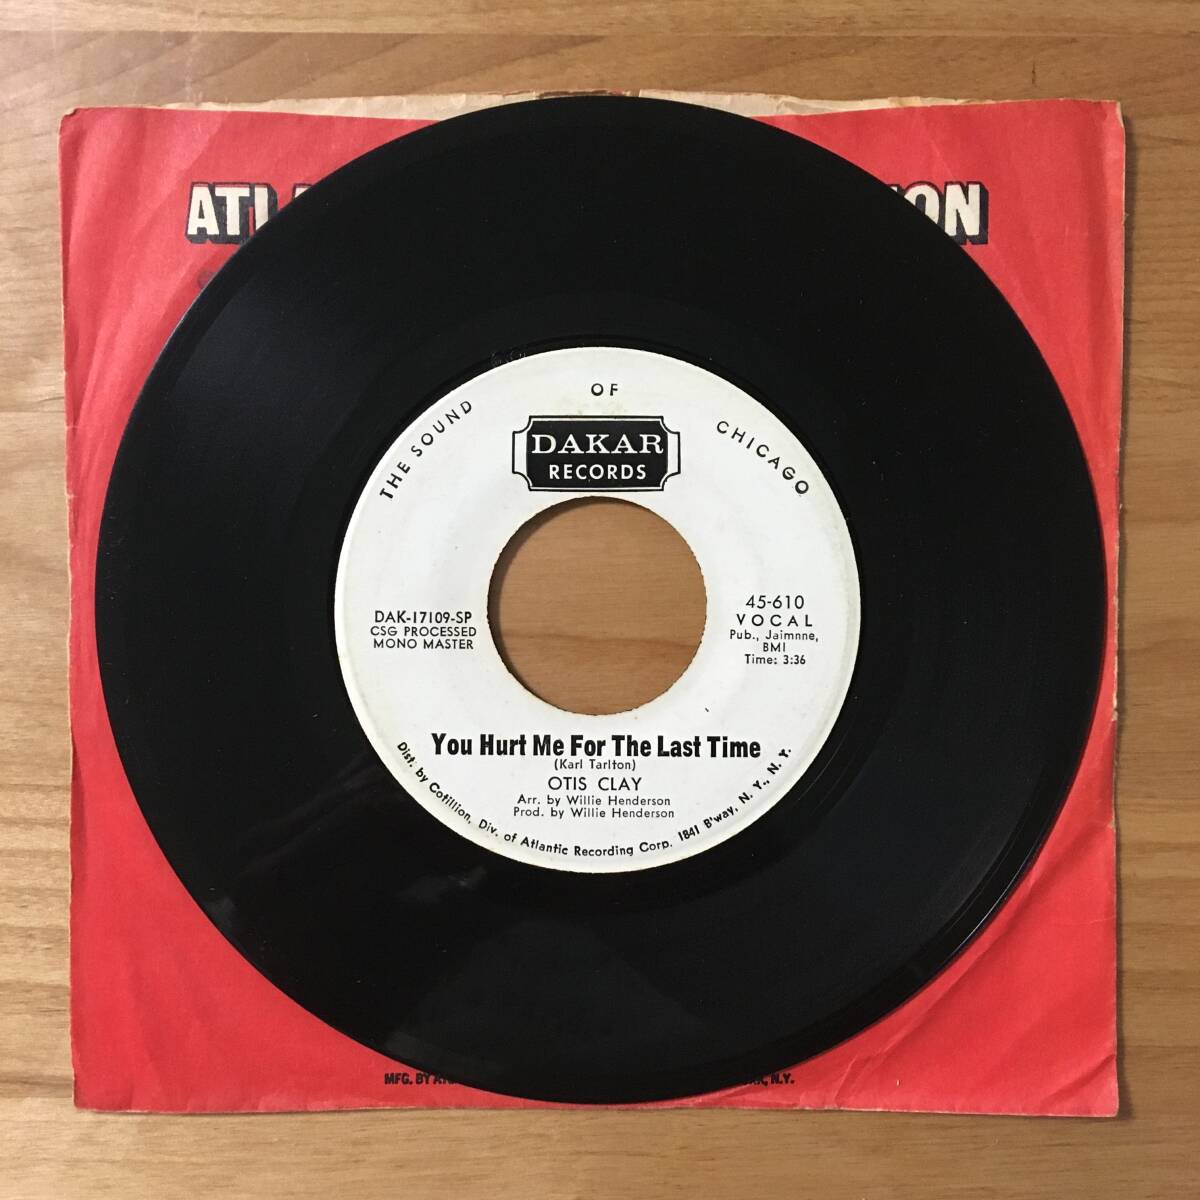 THE SOUND OF CHICAGO
DAKAR
RECORDS
DAK-17109-SP
CSG PROCESSED
MONO MASTER
45-610
VOCAL
Pub., Jaimnne,
BMI
Time: 3:36
You Hurt Me For The Last Time
(Karl Tarlton)
OTIS CLAY
Arr. by Willie Henderson
Prod. by Willie Henderson
Dist. by Cotillion, Div. of Atlantic Recording Corp. 1841 B'way, N. Y., N. Y.
MFG. BY N.Y.